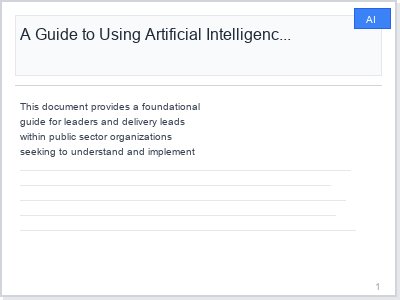 AI
A Guide to Using Artificial Intelligenc...
This document provides a foundational
guide for leaders and delivery leads
within public sector organizations
seeking to understand and implement
1